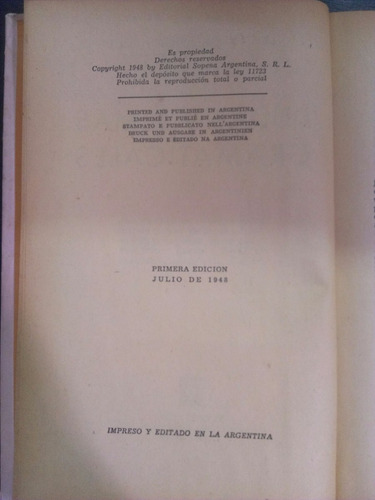 Es propiedad
Derechos reservados
Copyright 1948 by Editorial Sopena Argentina, S. R. L.
Hecho el depósito que marca la ley 11723
Prohibida la reproducción total o parcial
PRINTED AND PUBLISHED IN ARGENTINA
IMPRIMÉ ET PUBLIÉ EN ARGENTINE
STAMPATO E PUBBLICATO NELL'ARGENTINA
DRUCK UND AUSGABE IN ARGENTINIEN
IMPRESSO E EDITADO NA ARGENTINA
PRIMERA EDICION
JULIO DE 1948
IMPRESO Y EDITADO EN LA ARGENTINA